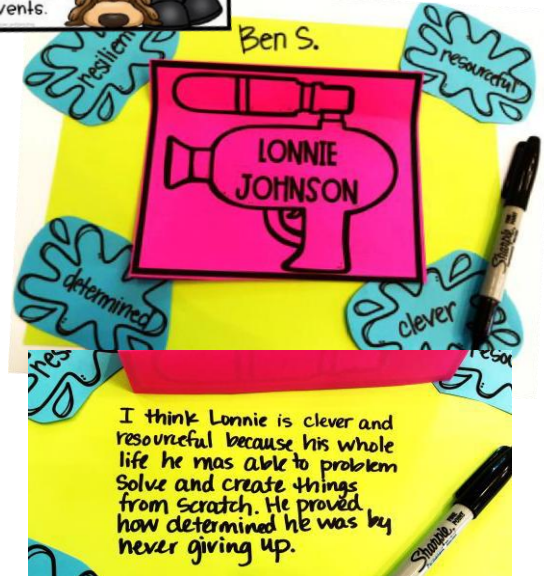 vents.
resilient
Ben S.
resourceful
LONNIE
JOHNSON
determined
clever
Sharpie
I think Lonnie is clever and
resourceful because his whole
life he mas able to problem
Solve and create things
from scratch. He proved
how determined he was by
never giving up.
Sharpie